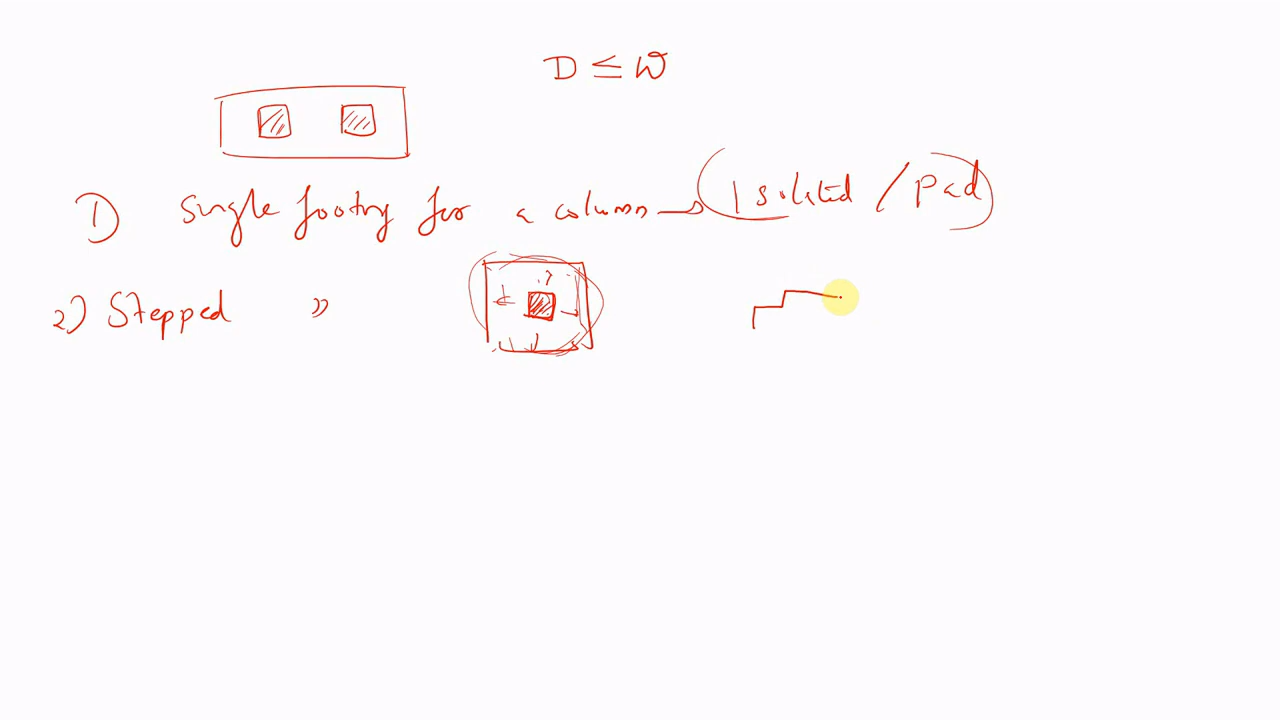 D ≤ W
1) Single footing for a column → (Isolated / Pad)
2) Stepped "